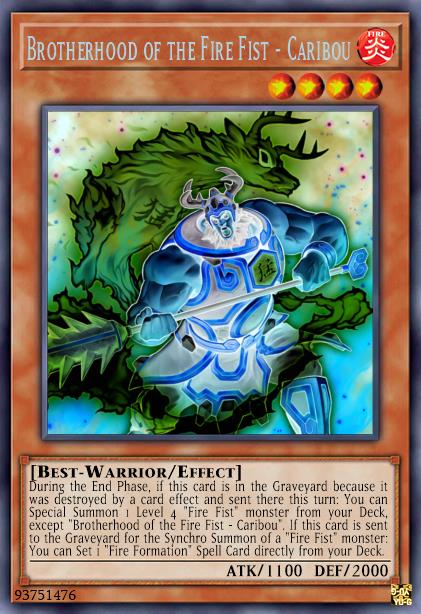 BROTHERHOOD OF THE FIRE FIST - CARIBOU
FIRE
炎
[BEST-WARRIOR/EFFECT]
During the End Phase, if this card is in the Graveyard because it
was destroyed by a card effect and sent there this turn: You can
Special Summon 1 Level 4 "Fire Fist" monster from your Deck,
except "Brotherhood of the Fire Fist - Caribou". If this card is sent
to the Graveyard for the Synchro Summon of a "Fire Fist" monster:
You can Set 1 "Fire Formation" Spell Card directly from your Deck.
ATK/1100 DEF/2000
93751476